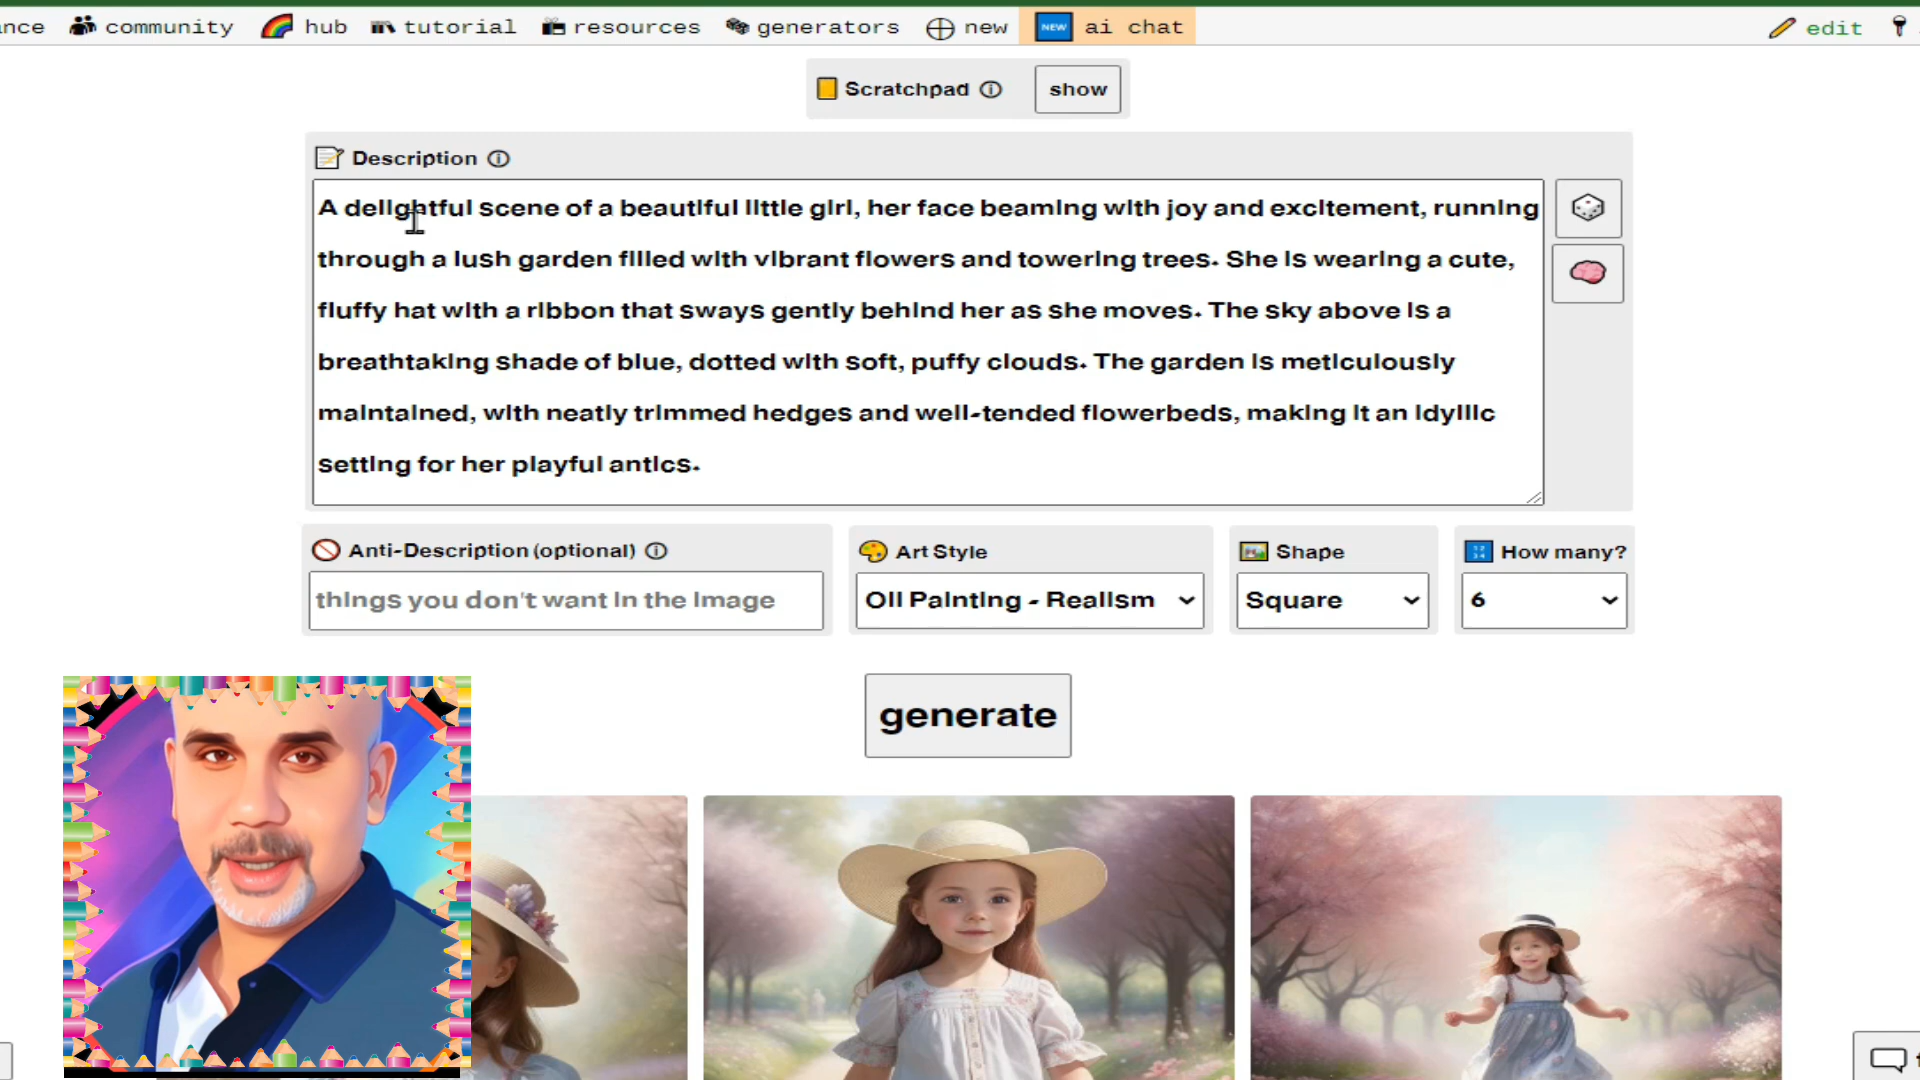 nce community hub tutorial resources generators new NEW ai chat edit
Scratchpad show
Description
A delightful scene of a beautiful little girl, her face beaming with joy and excitement, running
through a lush garden filled with vibrant flowers and towering trees. She is wearing a cute,
fluffy hat with a ribbon that sways gently behind her as she moves. The sky above is a
breathtaking shade of blue, dotted with soft, puffy clouds. The garden is meticulously
maintained, with neatly trimmed hedges and well-tended flowerbeds, making it an idyllic
setting for her playful antics.
Anti-Description (optional) Art Style Shape How many?
things you don't want in the image Oil Painting - Realism Square 6
generate